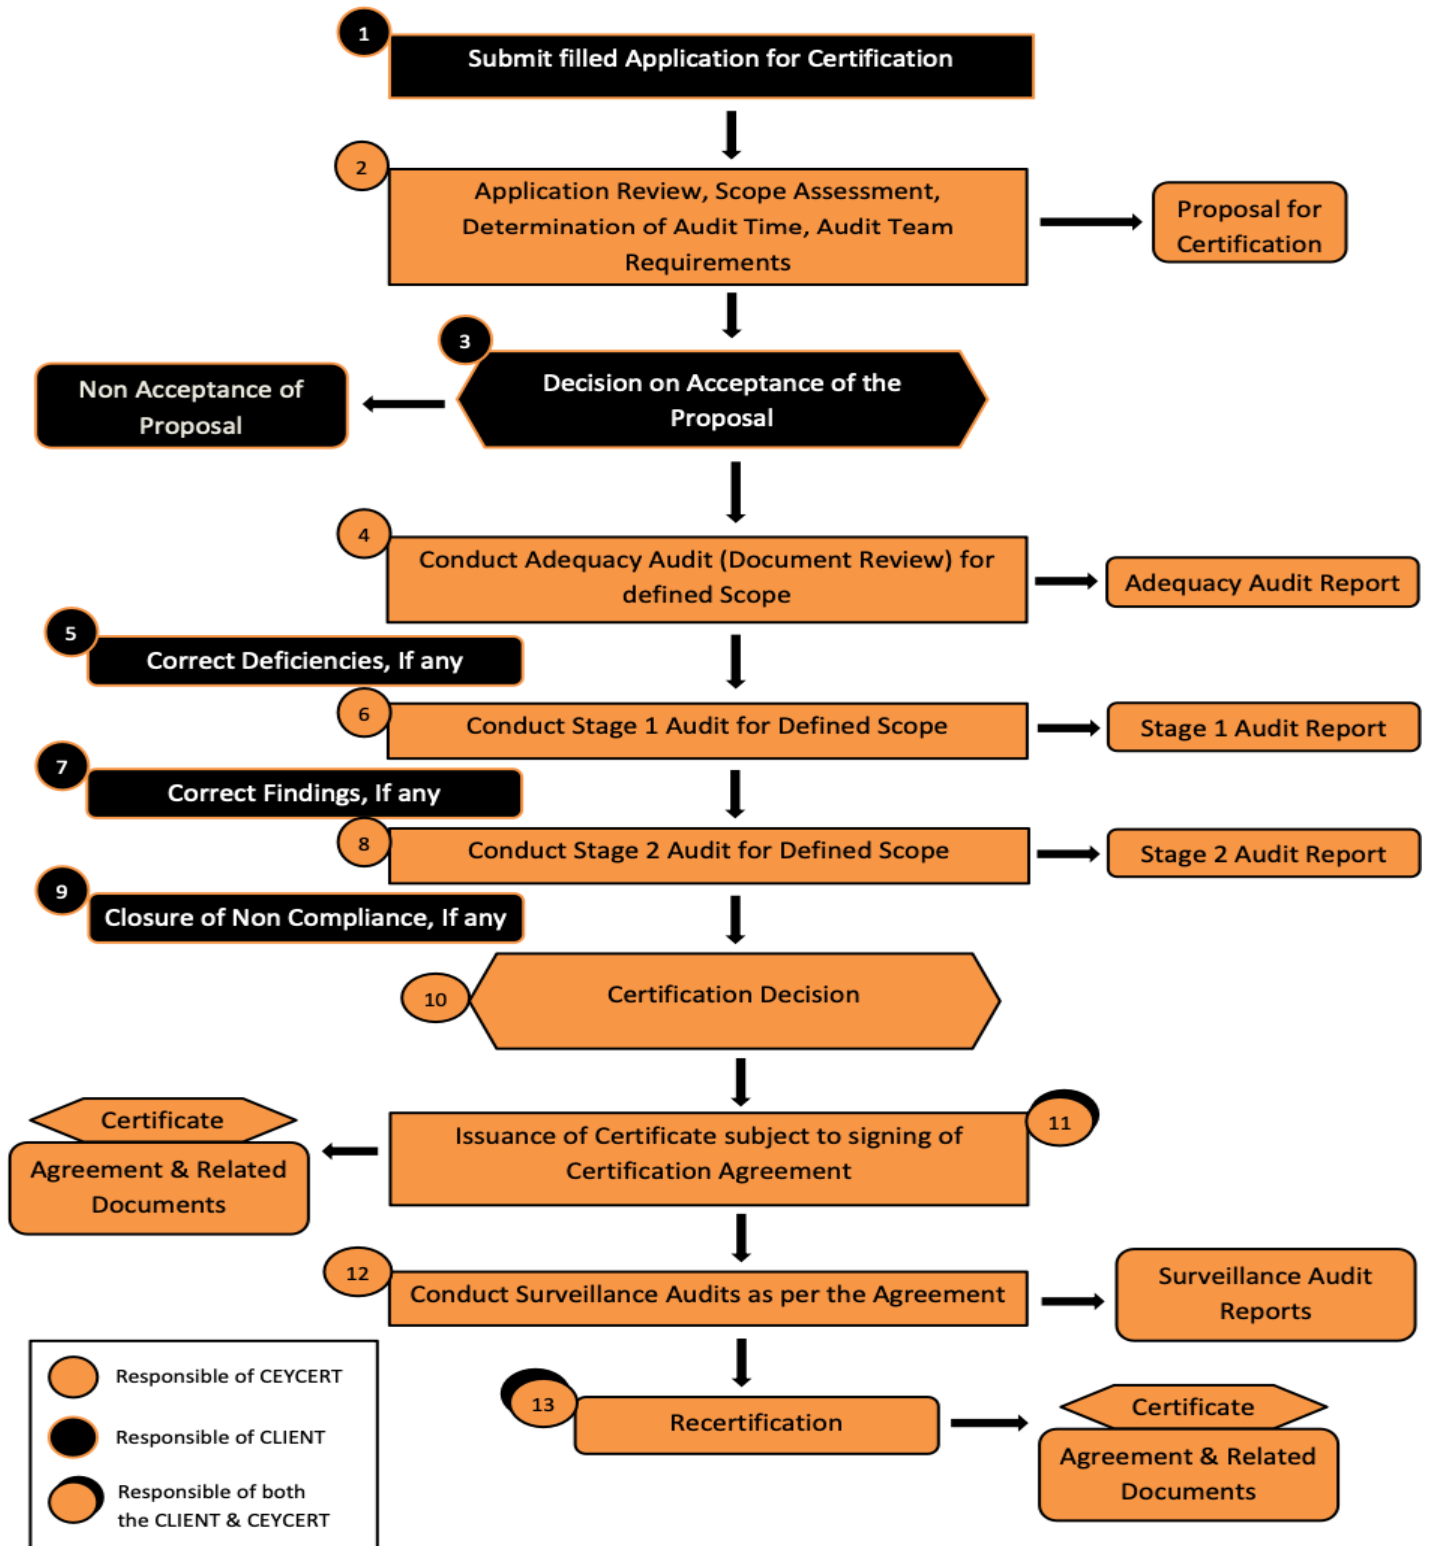 1
Submit filled Application for Certification
2
Application Review, Scope Assessment,
Determination of Audit Time, Audit Team
Requirements
Proposal for
Certification
3
Decision on Acceptance of the
Proposal
Non Acceptance of
Proposal
4
Conduct Adequacy Audit (Document Review) for
defined Scope
Adequacy Audit Report
5
Correct Deficiencies, If any
6
Conduct Stage 1 Audit for Defined Scope
Stage 1 Audit Report
7
Correct Findings, If any
8
Conduct Stage 2 Audit for Defined Scope
Stage 2 Audit Report
9
Closure of Non Compliance, If any
10
Certification Decision
11
Issuance of Certificate subject to signing of
Certification Agreement
Certificate
Agreement & Related
Documents
12
Conduct Surveillance Audits as per the Agreement
Surveillance Audit
Reports
13
Recertification
Certificate
Agreement & Related
Documents
Responsible of CEYCERT
Responsible of CLIENT
Responsible of both
the CLIENT & CEYCERT